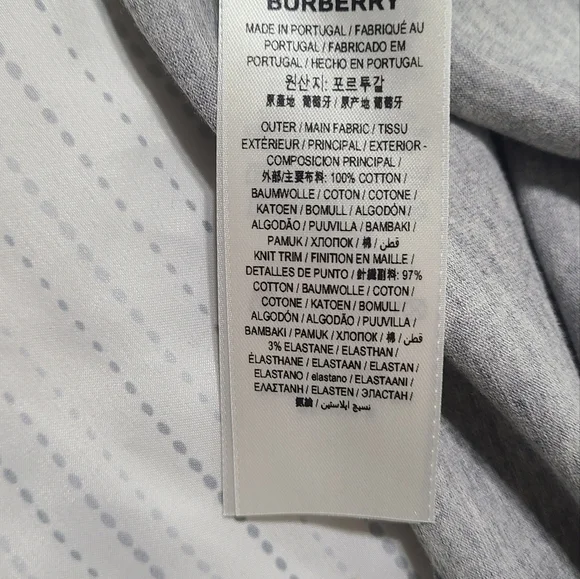 BURBERRY
MADE IN PORTUGAL / FABRIQUÉ AU
PORTUGAL / FABRICADO EM
PORTUGAL / HECHO EN PORTUGAL
원산지: 포르투갈
原產地 葡萄牙 / 原产地 葡萄牙
OUTER / MAIN FABRIC / TISSU
EXTÉRIEUR / PRINCIPAL / EXTERIOR -
COMPOSICION PRINCIPAL /
外部/主要布料: 100% COTTON /
BAUMWOLLE / COTON / COTONE /
KATOEN / BOMULL / ALGODÓN /
ALGODÃO / PUUVILLA / BAMBAKI /
PAMUK / ХЛОПОК / 棉 / قطن /
KNIT TRIM / FINITION EN MAILLE /
DETALLES DE PUNTO / 針織副料: 97%
COTTON / BAUMWOLLE / COTON /
COTONE / KATOEN / BOMULL /
ALGODÓN / ALGODÃO / PUUVILLA /
BAMBAKI / PAMUK / ХЛОПОК / 棉 / قطن /
3% ELASTANE / ELASTHAN /
ÉLASTHANE / ELASTAAN / ELASTAN /
ELASTANO / elastano / ELASTAANI /
ΕΛΑΣΤΑΝΗ / ELASTEN / ЭЛАСТАН /
氨綸 / نسيج ايلاستين